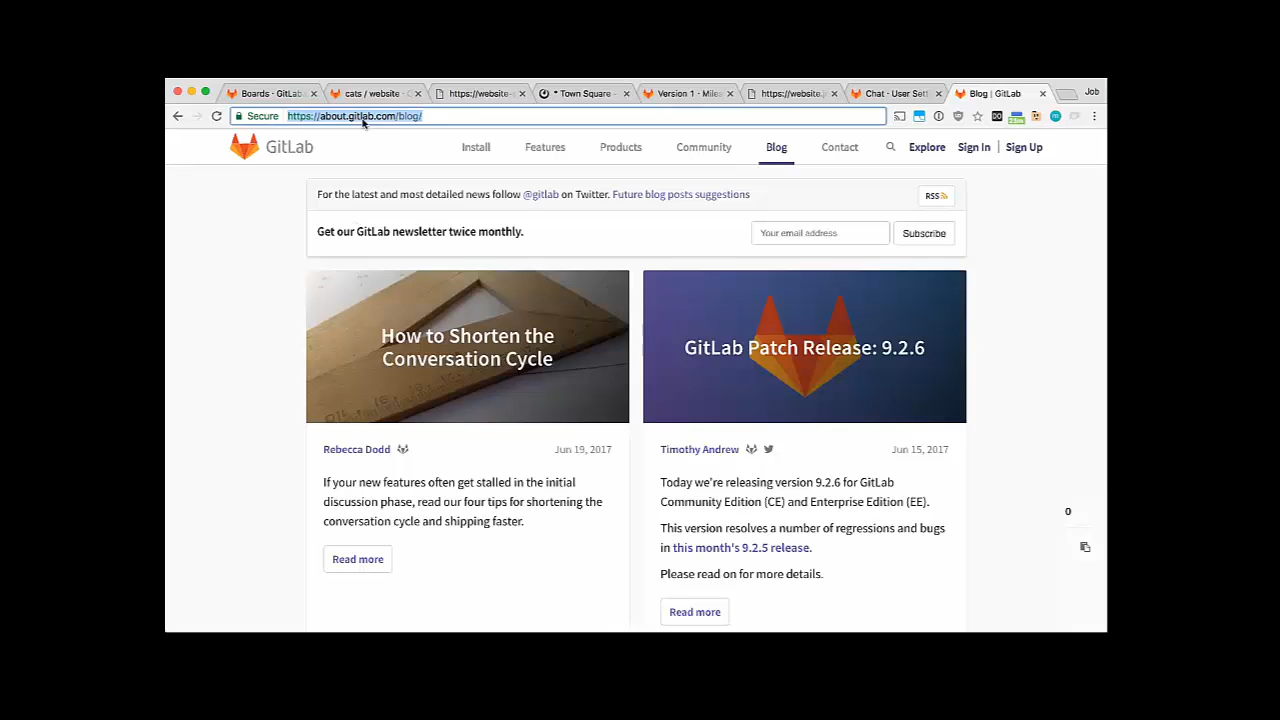 Boards · GitLab
cats / website · G
https://website-
* Town Square -
Version 1 - Miles
https://website.
Chat · User Sett
Blog | GitLab
Job
Secure
https://about.gitlab.com/blog/
GitLab
Install
Features
Products
Community
Blog
Contact
Explore
Sign In
Sign Up
For the latest and most detailed news follow @gitlab on Twitter. Future blog posts suggestions
RSS
Get our GitLab newsletter twice monthly.
Your email address
Subscribe
How to Shorten the
Conversation Cycle
Rebecca Dodd
Jun 19, 2017
If your new features often get stalled in the initial
discussion phase, read our four tips for shortening the
conversation cycle and shipping faster.
Read more
GitLab Patch Release: 9.2.6
Timothy Andrew
Jun 15, 2017
Today we're releasing version 9.2.6 for GitLab
Community Edition (CE) and Enterprise Edition (EE).
This version resolves a number of regressions and bugs
in this month's 9.2.5 release.
Please read on for more details.
Read more
0